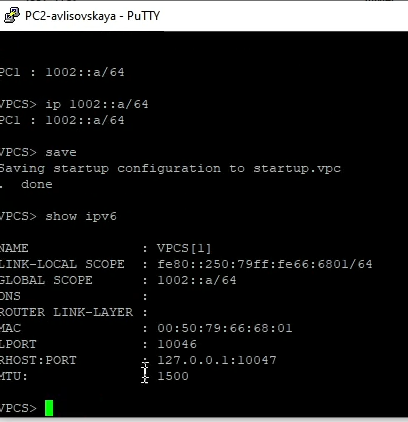 PC2-avlisovskaya - PuTTY
PC1 : 1002::a/64
VPCS> ip 1002::a/64
PC1 : 1002::a/64
VPCS> save
Saving startup configuration to startup.vpc
. done
VPCS> show ipv6
NAME : VPCS[1]
LINK-LOCAL SCOPE : fe80::250:79ff:fe66:6801/64
GLOBAL SCOPE : 1002::a/64
DNS :
ROUTER LINK-LAYER :
MAC : 00:50:79:66:68:01
LPORT : 10046
RHOST:PORT : 127.0.0.1:10047
MTU: : 1500
VPCS>